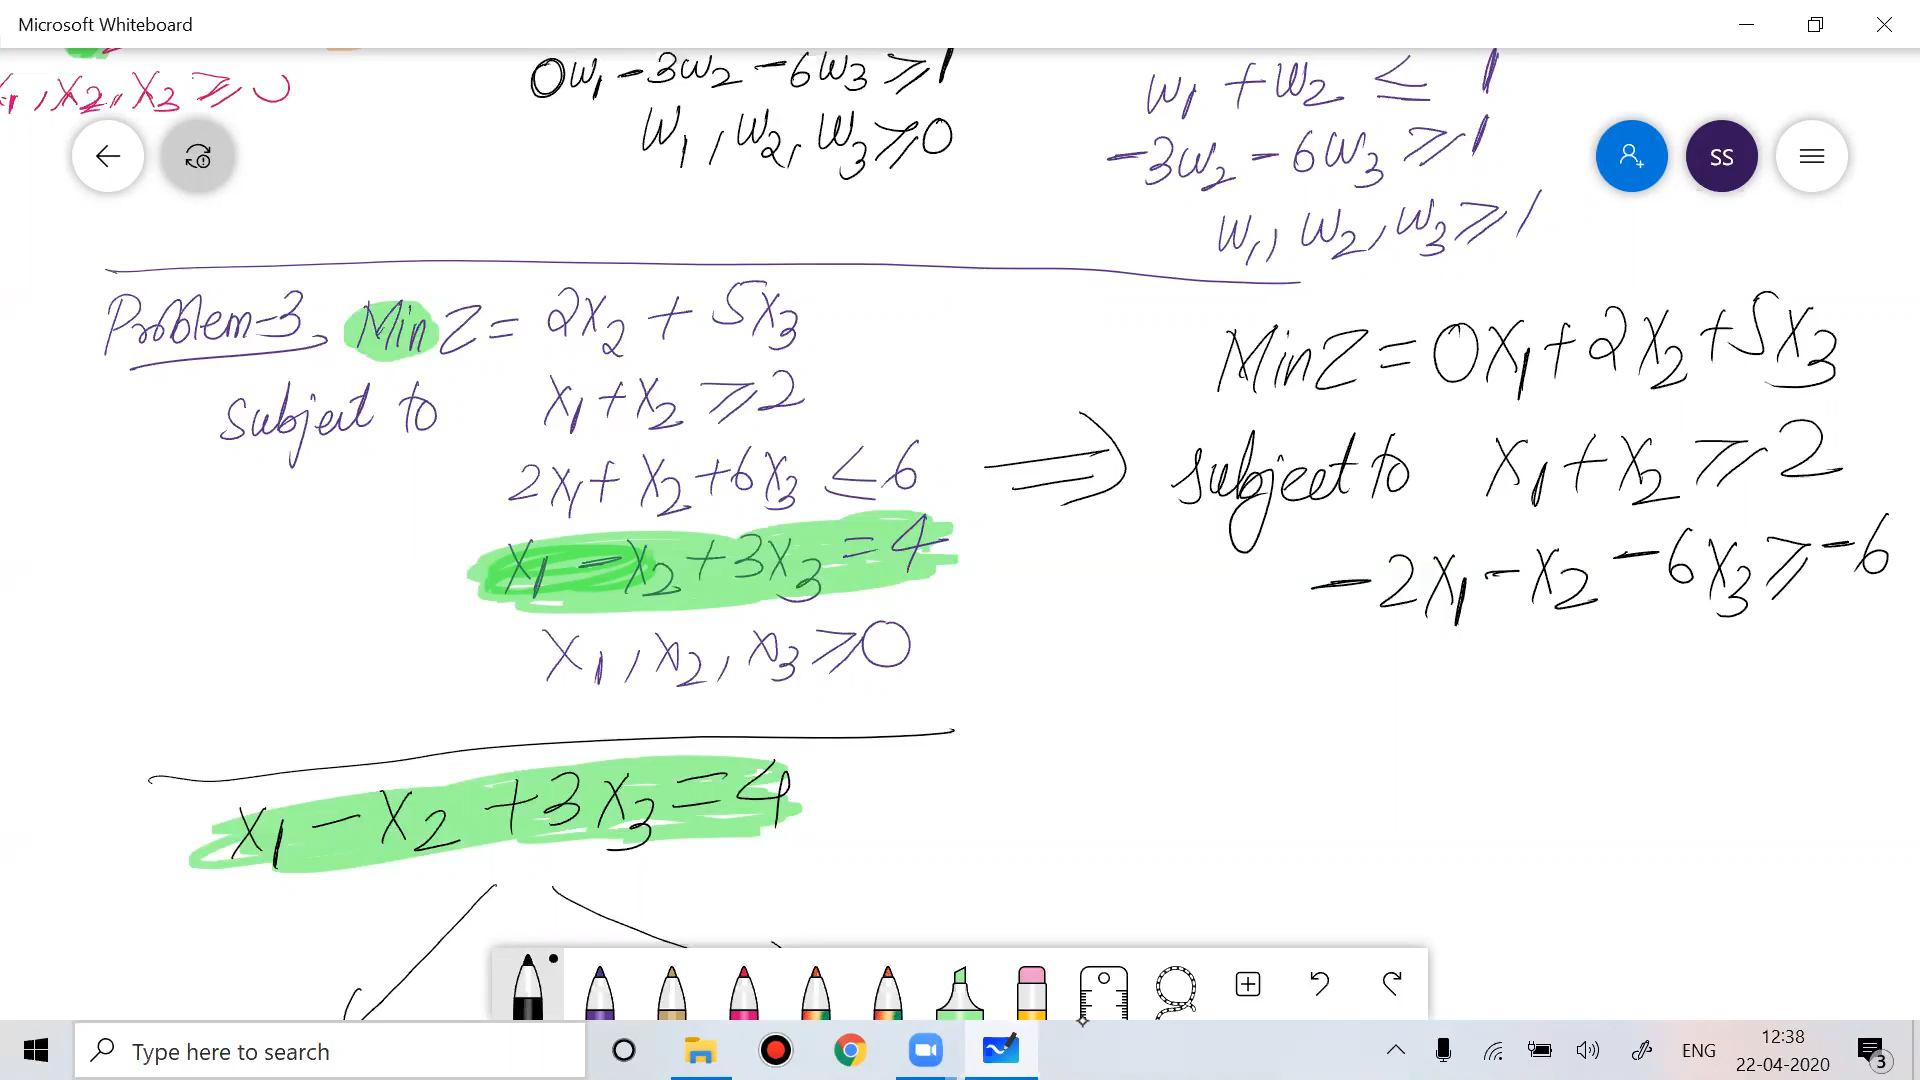 Microsoft Whiteboard
x₁, x₂, x₃ ≥ 0
0w₁ - 3w₂ - 6w₃ ≥ 1
w₁, w₂, w₃ ≥ 0
w₁ + w₂ ≤ 1
-3w₂ - 6w₃ ≥ 1
w₁, w₂, w₃ ≥ 1
SS
Problem-3, Min Z = 2x₂ + 5x₃
subject to x₁ + x₂ ≥ 2
2x₁ + x₂ + 6x₃ ≤ 6
x₁ - x₂ + 3x₃ = 4
x₁, x₂, x₃ ≥ 0
⟹
Min Z = 0x₁ + 2x₂ + 5x₃
subject to x₁ + x₂ ≥ 2
-2x₁ - x₂ - 6x₃ ≥ -6
x₁ - x₂ + 3x₃ = 4
Type here to search
ENG
12:38
22-04-2020
3